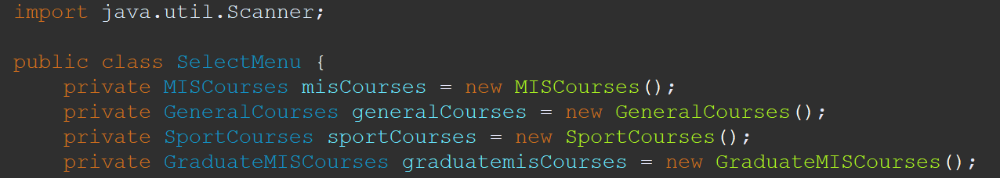 import java.util.Scanner;
public class SelectMenu {
private MISCourses misCourses = new MISCourses();
private GeneralCourses generalCourses = new GeneralCourses();
private SportCourses sportCourses = new SportCourses();
private GraduateMISCourses graduatemisCourses = new GraduateMISCourses();